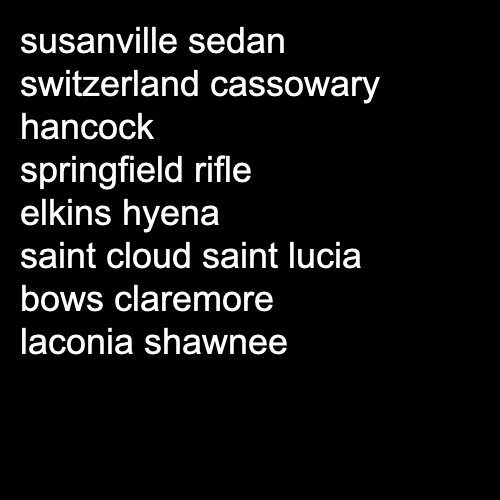 susanville sedan
switzerland cassowary
hancock
springfield rifle
elkins hyena
saint cloud saint lucia
bows claremore
laconia shawnee